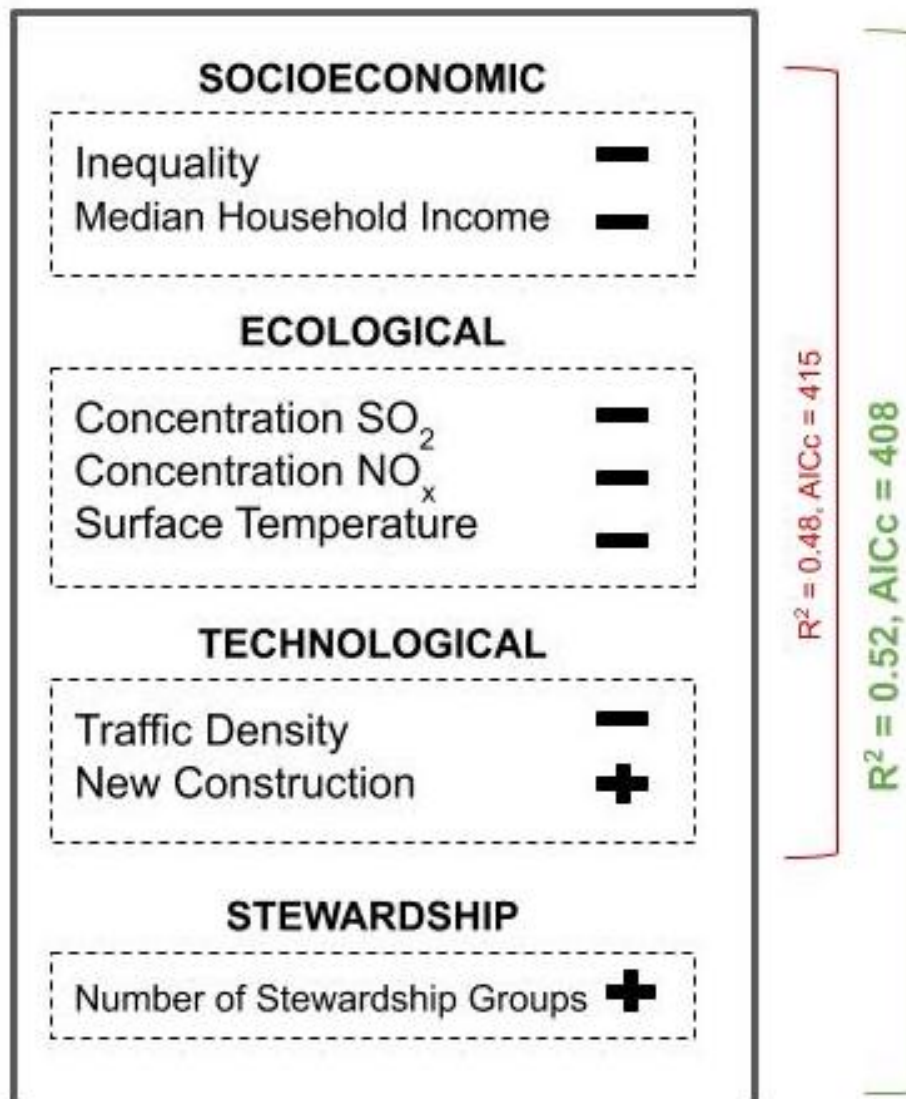 SOCIOECONOMIC
Inequality −
Median Household Income −
ECOLOGICAL
Concentration SO₂ −
Concentration NOₓ −
Surface Temperature −
TECHNOLOGICAL
Traffic Density −
New Construction +
STEWARDSHIP
Number of Stewardship Groups +
R² = 0.48, AICc = 415
R² = 0.52, AICc = 408